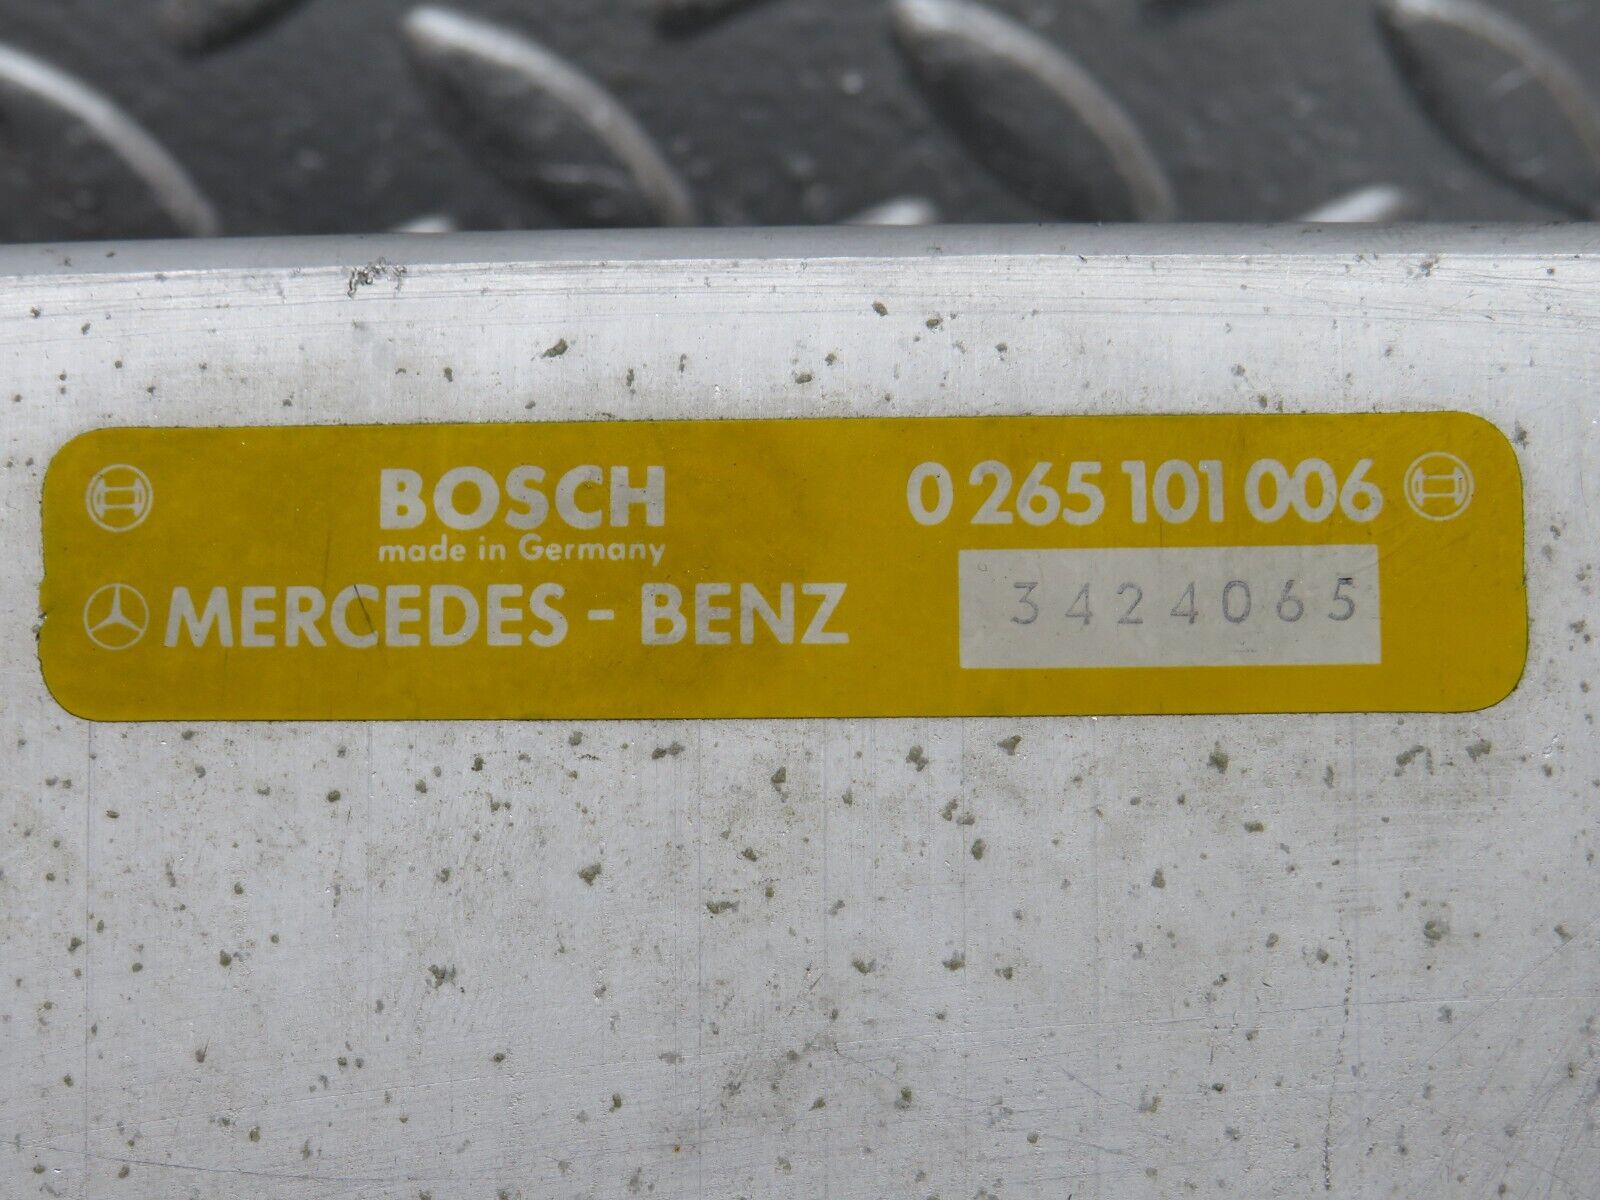 BOSCH 0 265 101 006
made in Germany
MERCEDES - BENZ 3424065